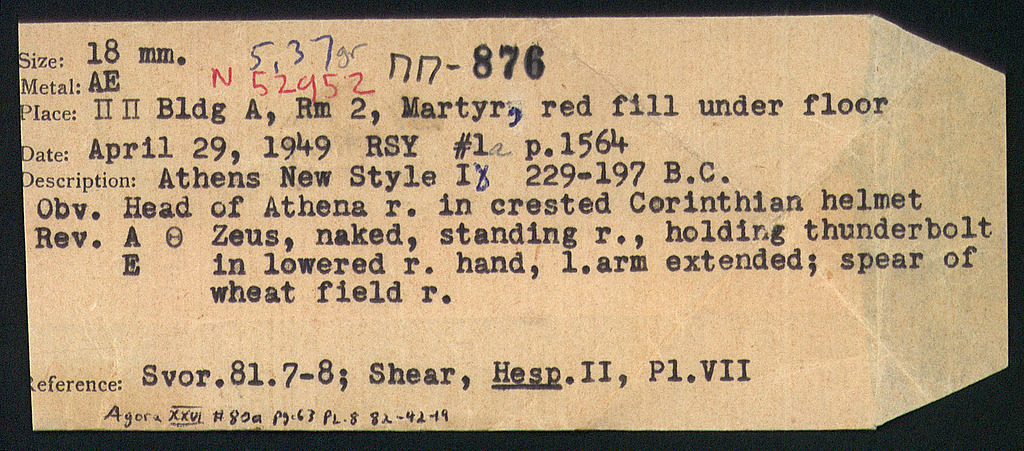 Size: 18 mm. 5,37gr ΠΠ-876
Metal: AE N 52952
Place: Π Π Bldg A, Rm 2, Martyr, red fill under floor
Date: April 29, 1949 RSY #1a p.1564
Description: Athens New Style I 229-197 B.C.
Obv. Head of Athena r. in crested Corinthian helmet
Rev. A Θ Zeus, naked, standing r., holding thunderbolt
E in lowered r. hand, l.arm extended; spear of
wheat field r.
Reference: Svor.81.7-8; Shear, Hesp.II, Pl.VII
Agora XXVI #80a pg.63 PL.8 82-42-19